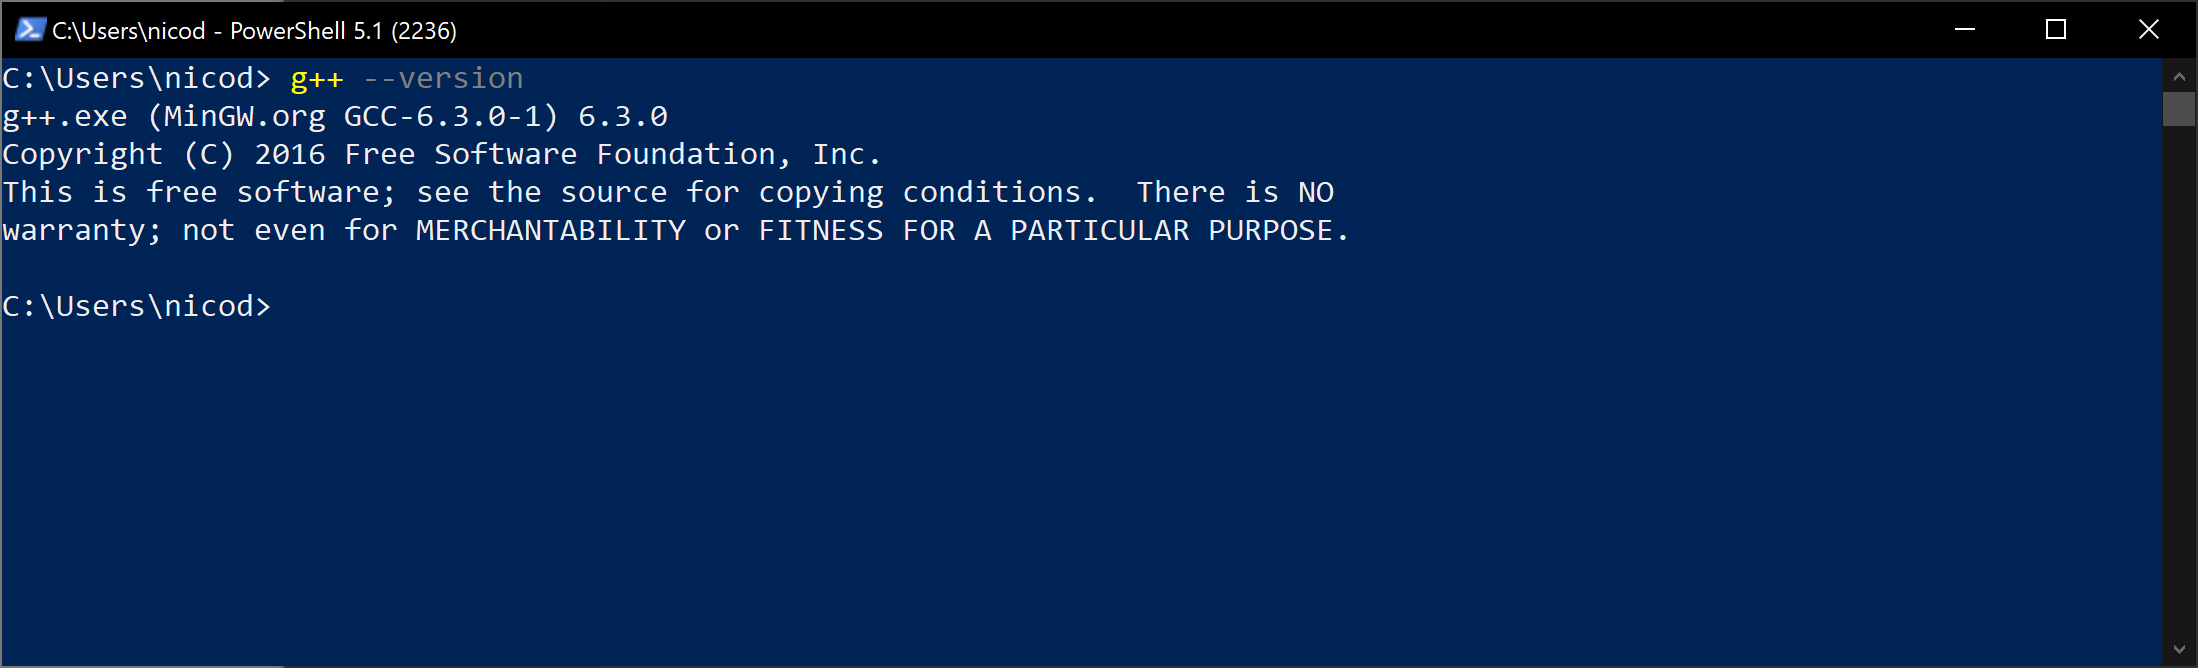 C:\Users\nicod - PowerShell 5.1 (2236)
C:\Users\nicod> g++ --version
g++.exe (MinGW.org GCC-6.3.0-1) 6.3.0
Copyright (C) 2016 Free Software Foundation, Inc.
This is free software; see the source for copying conditions.  There is NO
warranty; not even for MERCHANTABILITY or FITNESS FOR A PARTICULAR PURPOSE.
C:\Users\nicod>